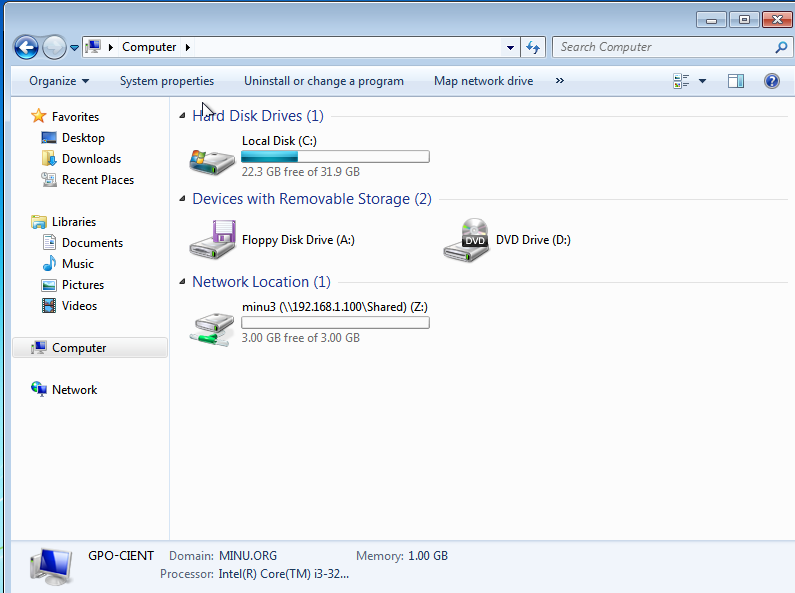 Computer
Search Computer
Organize System properties Uninstall or change a program Map network drive »
Favorites
Desktop
Downloads
Recent Places
Libraries
Documents
Music
Pictures
Videos
Computer
Network
Hard Disk Drives (1)
Local Disk (C:)
22.3 GB free of 31.9 GB
Devices with Removable Storage (2)
Floppy Disk Drive (A:) DVD Drive (D:)
DVD
Network Location (1)
minu3 (\\192.168.1.100\Shared) (Z:)
3.00 GB free of 3.00 GB
GPO-CIENT Domain: MINU.ORG Memory: 1.00 GB
Processor: Intel(R) Core(TM) i3-32...